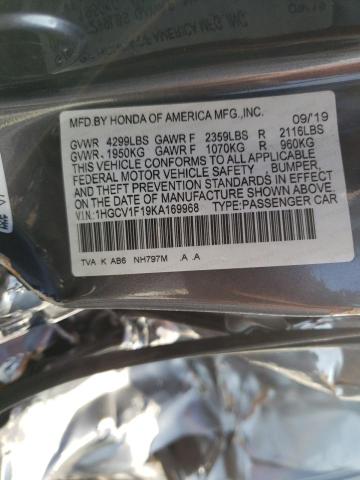 MFD.BY HONDA OF AMERICA MFG.,INC. 09/'19
GVWR 4299LBS GAWR F 2359LBS R 2116LBS
GVWR 1950KG GAWR F 1070KG R 960KG
THIS VEHICLE CONFORMS TO ALL APPLICABLE
FEDERAL MOTOR VEHICLE SAFETY , BUMPER,
AND THEFT PREVENTION STANDARDS IN EFFECT
ON THE DATE OF MANUFACTURE SHOWN ABOVE.
V.I.N.:1HGCV1F19KA169968 TYPE:PASSENGER CAR
TVA K AB6 NH797M .A .A